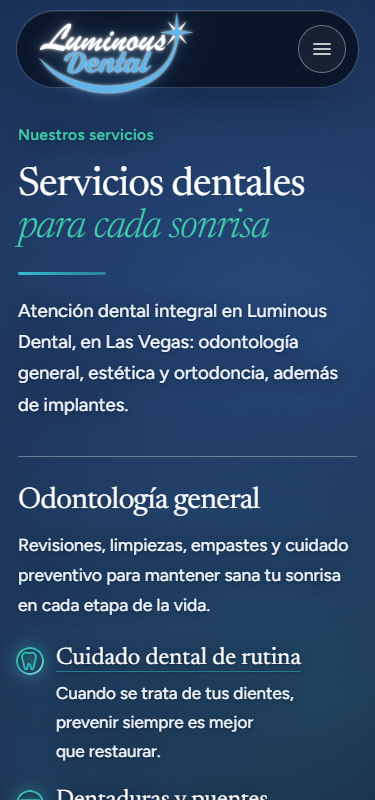 Luminous
Dental
Nuestros servicios
Servicios dentales
para cada sonrisa
Atención dental integral en Luminous
Dental, en Las Vegas: odontología
general, estética y ortodoncia, además
de implantes.
Odontología general
Revisiones, limpiezas, empastes y cuidado
preventivo para mantener sana tu sonrisa
en cada etapa de la vida.
Cuidado dental de rutina
Cuando se trata de tus dientes,
prevenir siempre es mejor
que restaurar.
Dentaduras y puentes